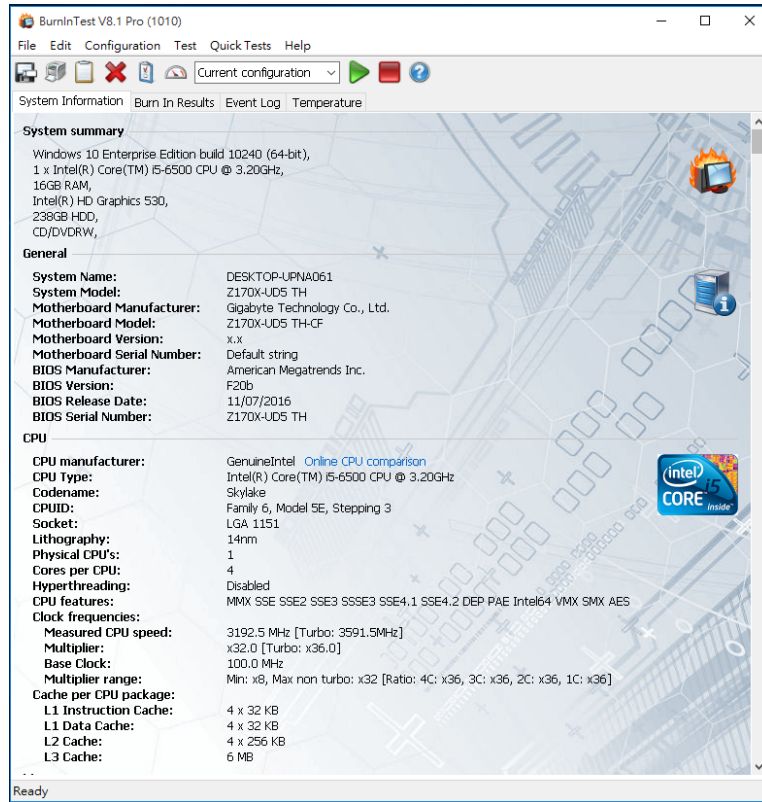 BurnInTest V8.1 Pro (1010)
File Edit Configuration Test Quick Tests Help
Current configuration
System Information Burn In Results Event Log Temperature
System summary
Windows 10 Enterprise Edition build 10240 (64-bit),
1 x Intel(R) Core(TM) i5-6500 CPU @ 3.20GHz,
16GB RAM,
Intel(R) HD Graphics 530,
238GB HDD,
CD/DVDRW,
General
System Name: DESKTOP-UPNA061
System Model: Z170X-UD5 TH
Motherboard Manufacturer: Gigabyte Technology Co., Ltd.
Motherboard Model: Z170X-UD5 TH-CF
Motherboard Version: x.x
Motherboard Serial Number: Default string
BIOS Manufacturer: American Megatrends Inc.
BIOS Version: F20b
BIOS Release Date: 11/07/2016
BIOS Serial Number: Z170X-UD5 TH
CPU
CPU manufacturer: GenuineIntel Online CPU comparison
CPU Type: Intel(R) Core(TM) i5-6500 CPU @ 3.20GHz
Codename: Skylake
CPUID: Family 6, Model 5E, Stepping 3
Socket: LGA 1151
Lithography: 14nm
Physical CPU's: 1
Cores per CPU: 4
Hyperthreading: Disabled
CPU features: MMX SSE SSE2 SSE3 SSSE3 SSE4.1 SSE4.2 DEP PAE Intel64 VMX SMX AES
Clock frequencies:
Measured CPU speed: 3192.5 MHz [Turbo: 3591.5MHz]
Multiplier: x32.0 [Turbo: x36.0]
Base Clock: 100.0 MHz
Multiplier range: Min: x8, Max non turbo: x32 [Ratio: 4C: x36, 3C: x36, 2C: x36, 1C: x36]
Cache per CPU package:
L1 Instruction Cache: 4 x 32 KB
L1 Data Cache: 4 x 32 KB
L2 Cache: 4 x 256 KB
L3 Cache: 6 MB
(intel)
CORE i5
inside
Ready